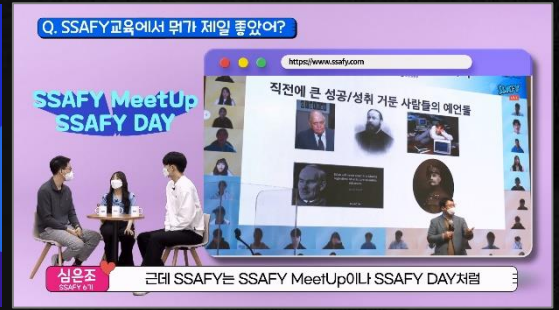 Q. SSAFY교육에서 뭐가 제일 좋았어?
https://www.ssafy.com
직전에 큰 성공/성취 거둔 사람들의 예언들
SSAFY MeetUp
SSAFY DAY
심은조
SSAFY 6기
근데 SSAFY는 SSAFY MeetUp이나 SSAFY DAY처럼